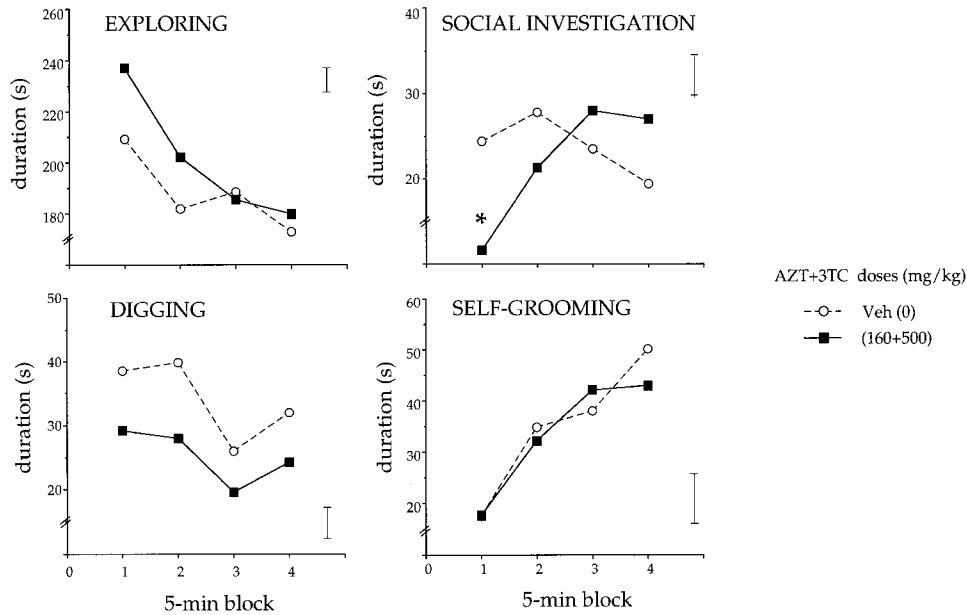 EXPLORING
260
240
220
200
180
duration (s)
SOCIAL INVESTIGATION
40
30
20
duration (s)
*
DIGGING
50
40
30
20
duration (s)
0 1 2 3 4
5-min block
SELF-GROOMING
60
50
40
30
20
duration (s)
0 1 2 3 4
5-min block
AZT+3TC doses (mg/kg)
Veh (0)
(160+500)